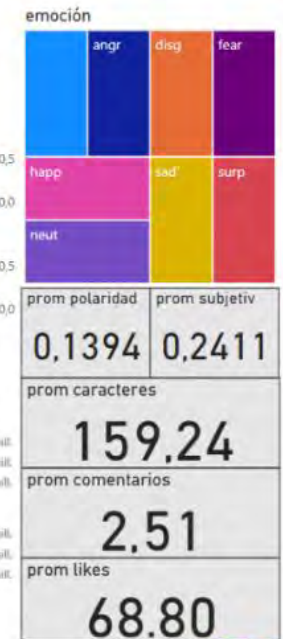 emoción
angr disg fear
0,5
happ sad' surp
0,0
neut
0,5
0,0
prom polaridad prom subjetiv
0,1394 0,2411
prom caracteres
159,24
prom comentarios
2,51
prom likes
68,80